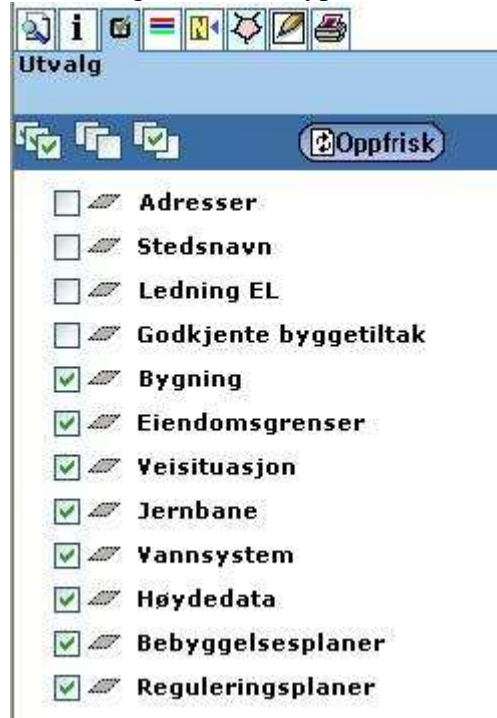 Utvalg
Oppfrisk
Adresser
Stedsnavn
Ledning EL
Godkjente byggetiltak
Bygning
Eiendomsgrenser
Veisituasjon
Jernbane
Vannsystem
Høydedata
Bebyggelsesplaner
Reguleringsplaner